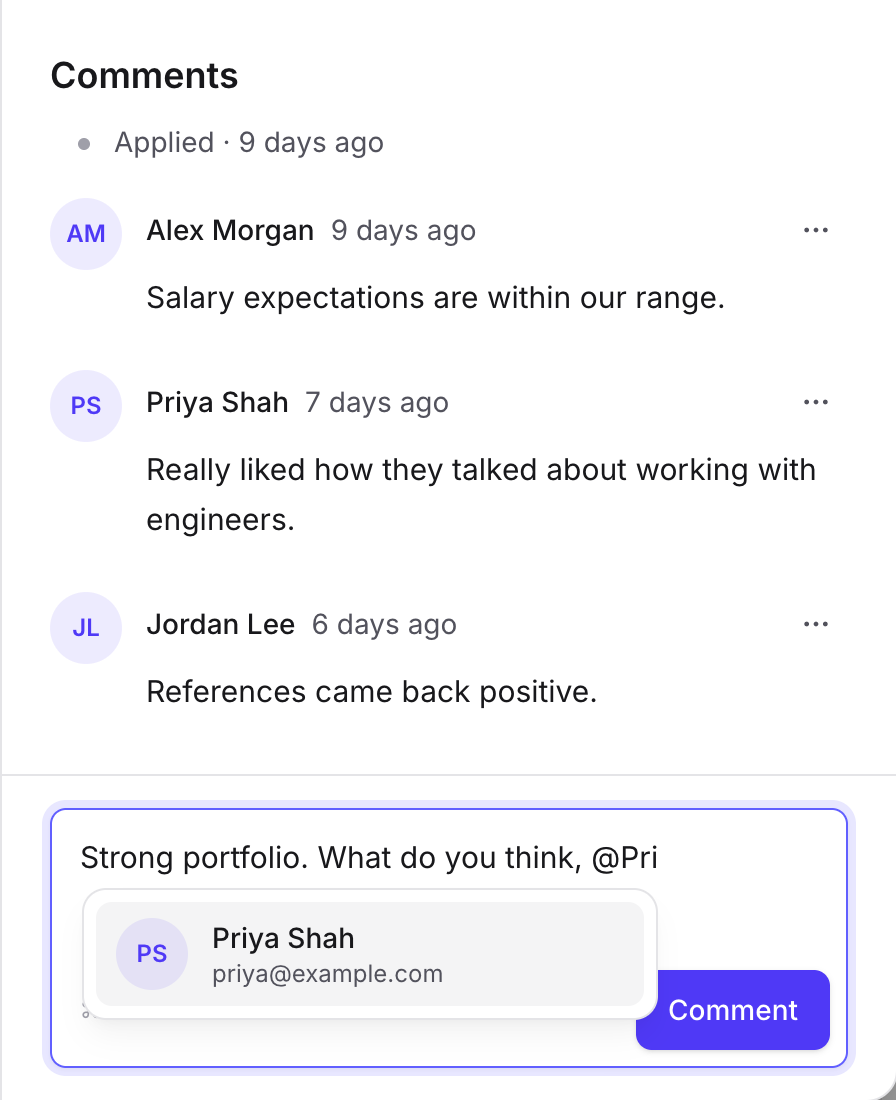 Comments
Applied · 9 days ago
AM
Alex Morgan 9 days ago
Salary expectations are within our range.
PS
Priya Shah 7 days ago
Really liked how they talked about working with
engineers.
JL
Jordan Lee 6 days ago
References came back positive.
Strong portfolio. What do you think, @Pri
PS
Priya Shah
priya@example.com
Comment